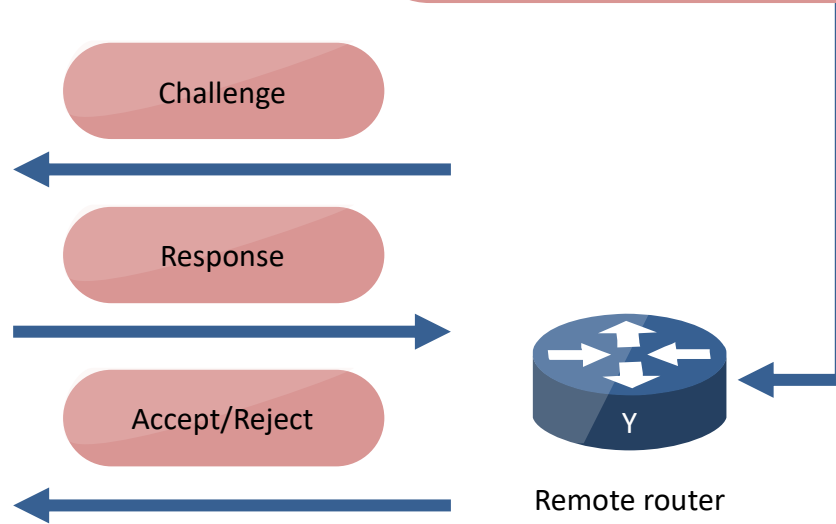 Challenge
Response
Accept/Reject
Y
Remote router